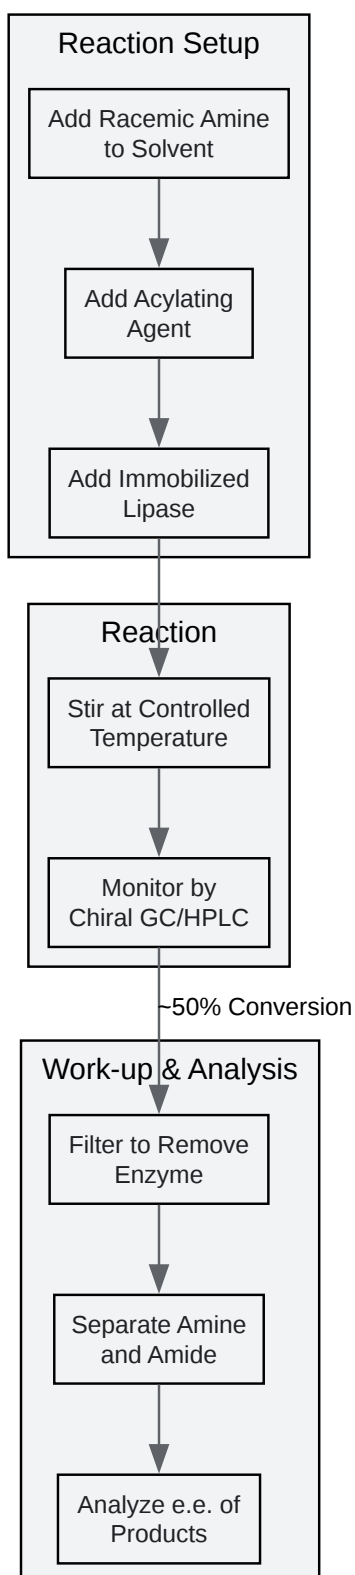 Reaction Setup
Add Racemic Amine
to Solvent
Add Acylating
Agent
Add Immobilized
Lipase
Reaction
Stir at Controlled
Temperature
Monitor by
Chiral GC/HPLC
~50% Conversion
Work-up & Analysis
Filter to Remove
Enzyme
Separate Amine
and Amide
Analyze e.e. of
Products